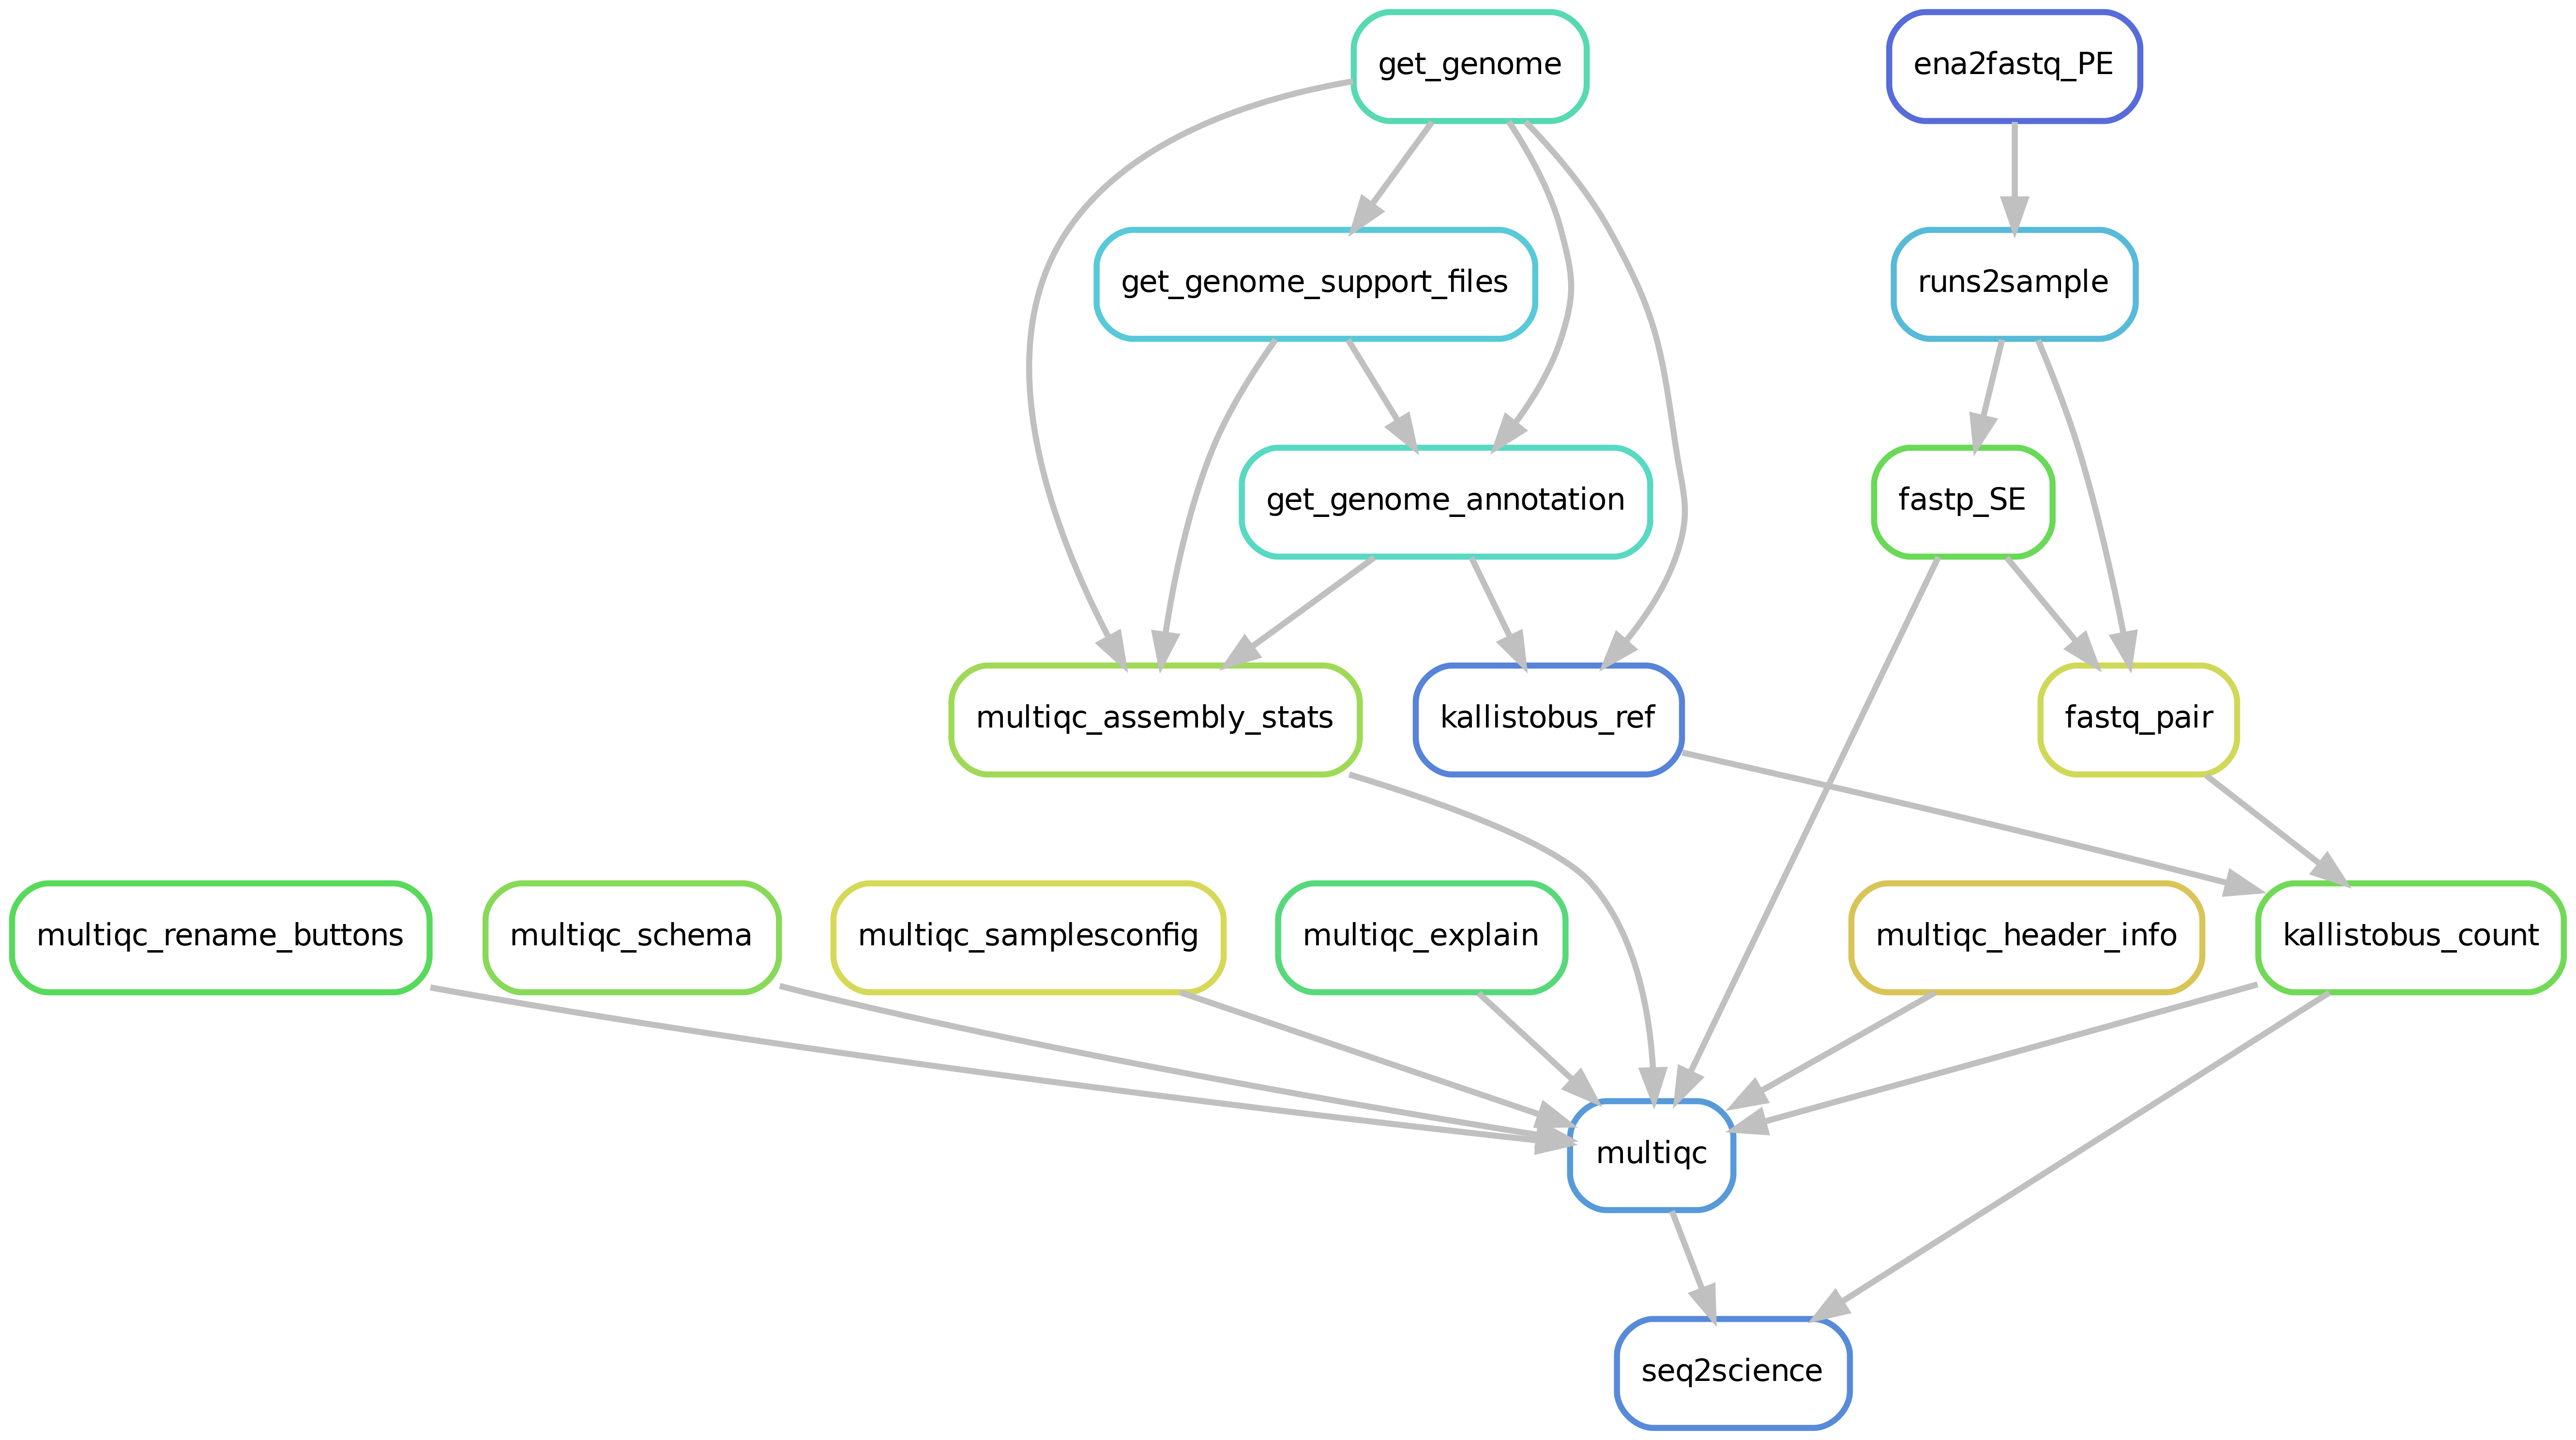 get_genome
ena2fastq_PE
get_genome_support_files
runs2sample
get_genome_annotation
fastp_SE
multiqc_assembly_stats
kallistobus_ref
fastq_pair
multiqc_rename_buttons
multiqc_schema
multiqc_samplesconfig
multiqc_explain
multiqc_header_info
kallistobus_count
multiqc
seq2science